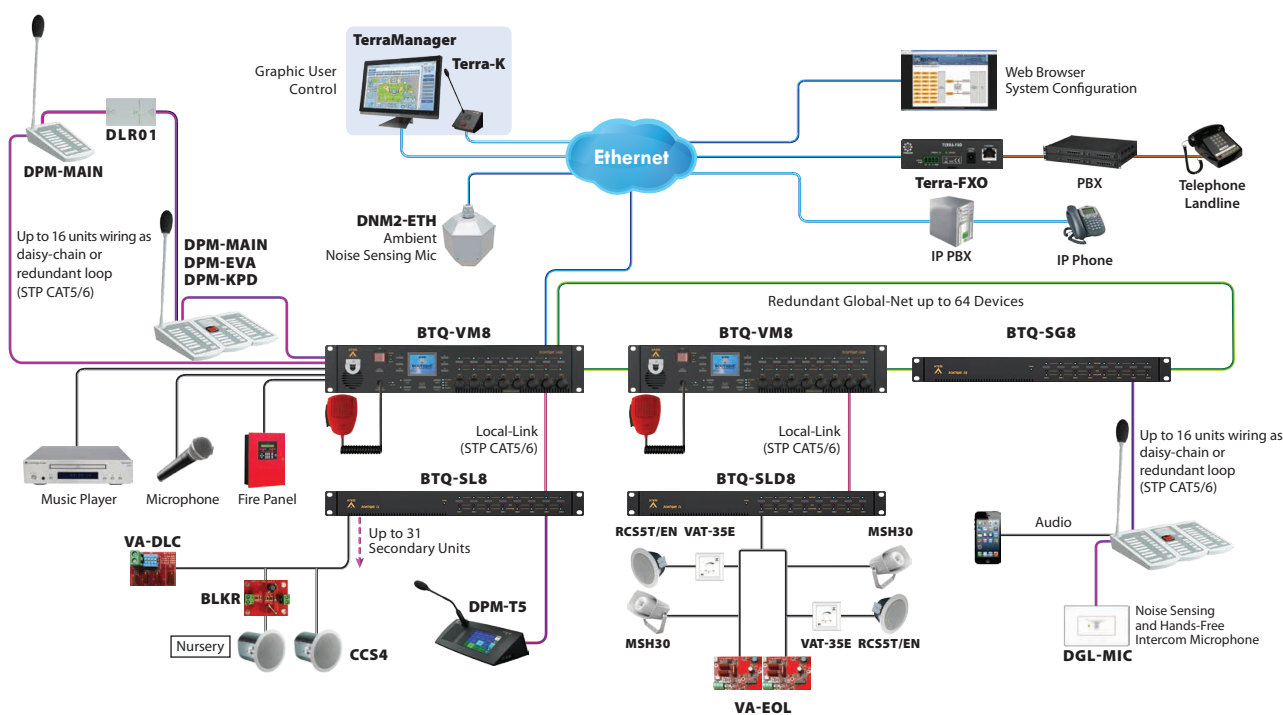 TerraManager
Terra-K
Graphic User
Control
Web Browser
System Configuration
DLR01
DPM-MAIN
Ethernet
TERRA-FXO
Terra-FXO
PBX
Telephone
Landline
DNM2-ETH
Ambient
Noise Sensing Mic
IP PBX
IP Phone
Up to 16 units wiring as
daisy-chain or
redundant loop
(STP CAT5/6)
DPM-MAIN
DPM-EVA
DPM-KPD
Redundant Global-Net up to 64 Devices
BTQ-VM8
BTQ-VM8
BTQ-SG8
Music Player
Microphone
Fire Panel
Local-Link
(STP CAT5/6)
Local-Link
(STP CAT5/6)
Up to 16 units wiring as
daisy-chain or
redundant loop
(STP CAT5/6)
BTQ-SL8
BTQ-SLD8
Up to 31
Secondary Units
VA-DLC
BLKR
Nursery
CCS4
DPM-T5
RCS5T/EN
VAT-35E
MSH30
MSH30
VAT-35E
RCS5T/EN
VA-EOL
Audio
Noise Sensing
and Hands-Free
Intercom Microphone
DGL-MIC